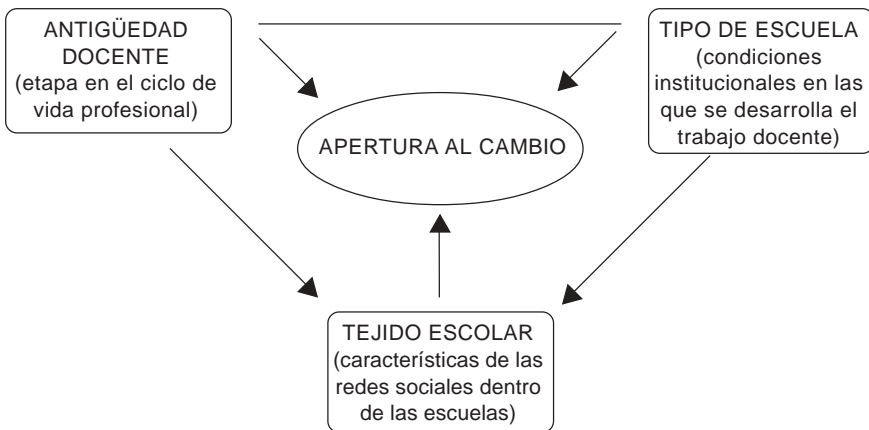 ANTIGÜEDAD
DOCENTE
(etapa en el ciclo de
vida profesional)
TIPO DE ESCUELA
(condiciones
institucionales en las
que se desarrolla el
trabajo docente)
APERTURA AL CAMBIO
TEJIDO ESCOLAR
(características de las
redes sociales dentro
de las escuelas)